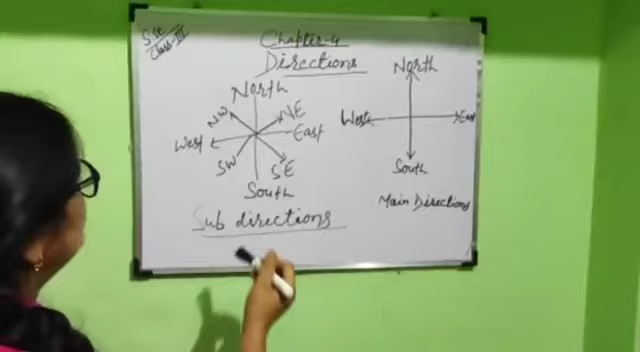 SSt
Class-III
Chapter-4
Directions
North
NW
NE
West
East
SW
SE
South
Sub directions
North
West
East
South
Main Directions